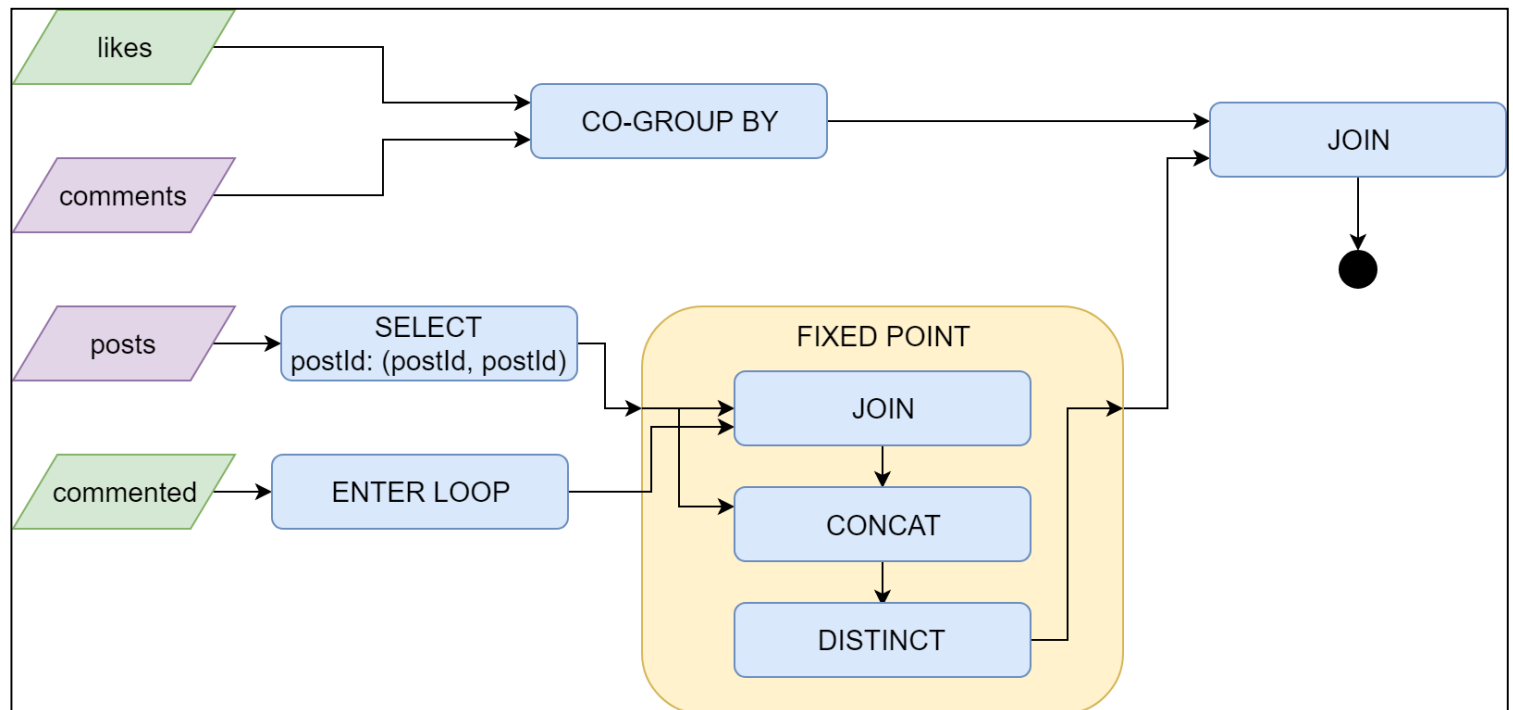 likes
CO-GROUP BY
JOIN
comments
posts
SELECT
postId: (postId, postId)
FIXED POINT
JOIN
commented
ENTER LOOP
CONCAT
DISTINCT